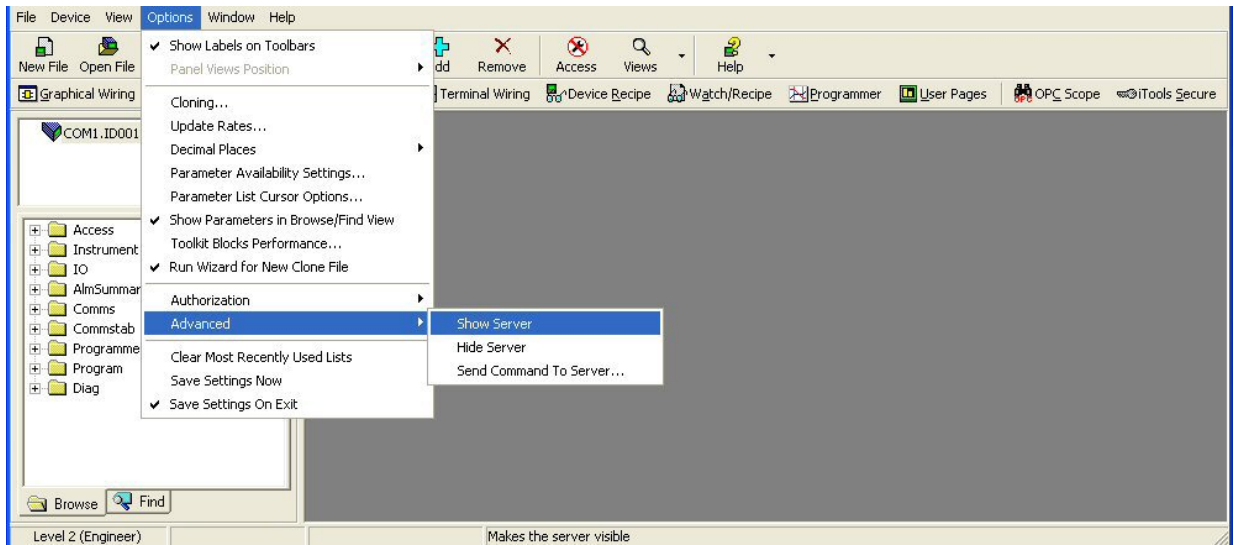 File Device View Options Window Help
New File Open File dd Remove Access Views Help
Show Labels on Toolbars
Panel Views Position
Graphical Wiring Terminal Wiring Device Recipe Watch/Recipe Programmer User Pages OPC Scope iTools Secure
COM1.ID001
Cloning...
Update Rates...
Decimal Places
Parameter Availability Settings...
Parameter List Cursor Options...
Show Parameters in Browse/Find View
Toolkit Blocks Performance...
Run Wizard for New Clone File
Authorization
Advanced
Clear Most Recently Used Lists
Save Settings Now
Save Settings On Exit
Show Server
Hide Server
Send Command To Server...
Access
Instrument
IO
AlmSummar
Comms
Commstab
Programme
Program
Diag
Browse Find
Level 2 (Engineer) Makes the server visible